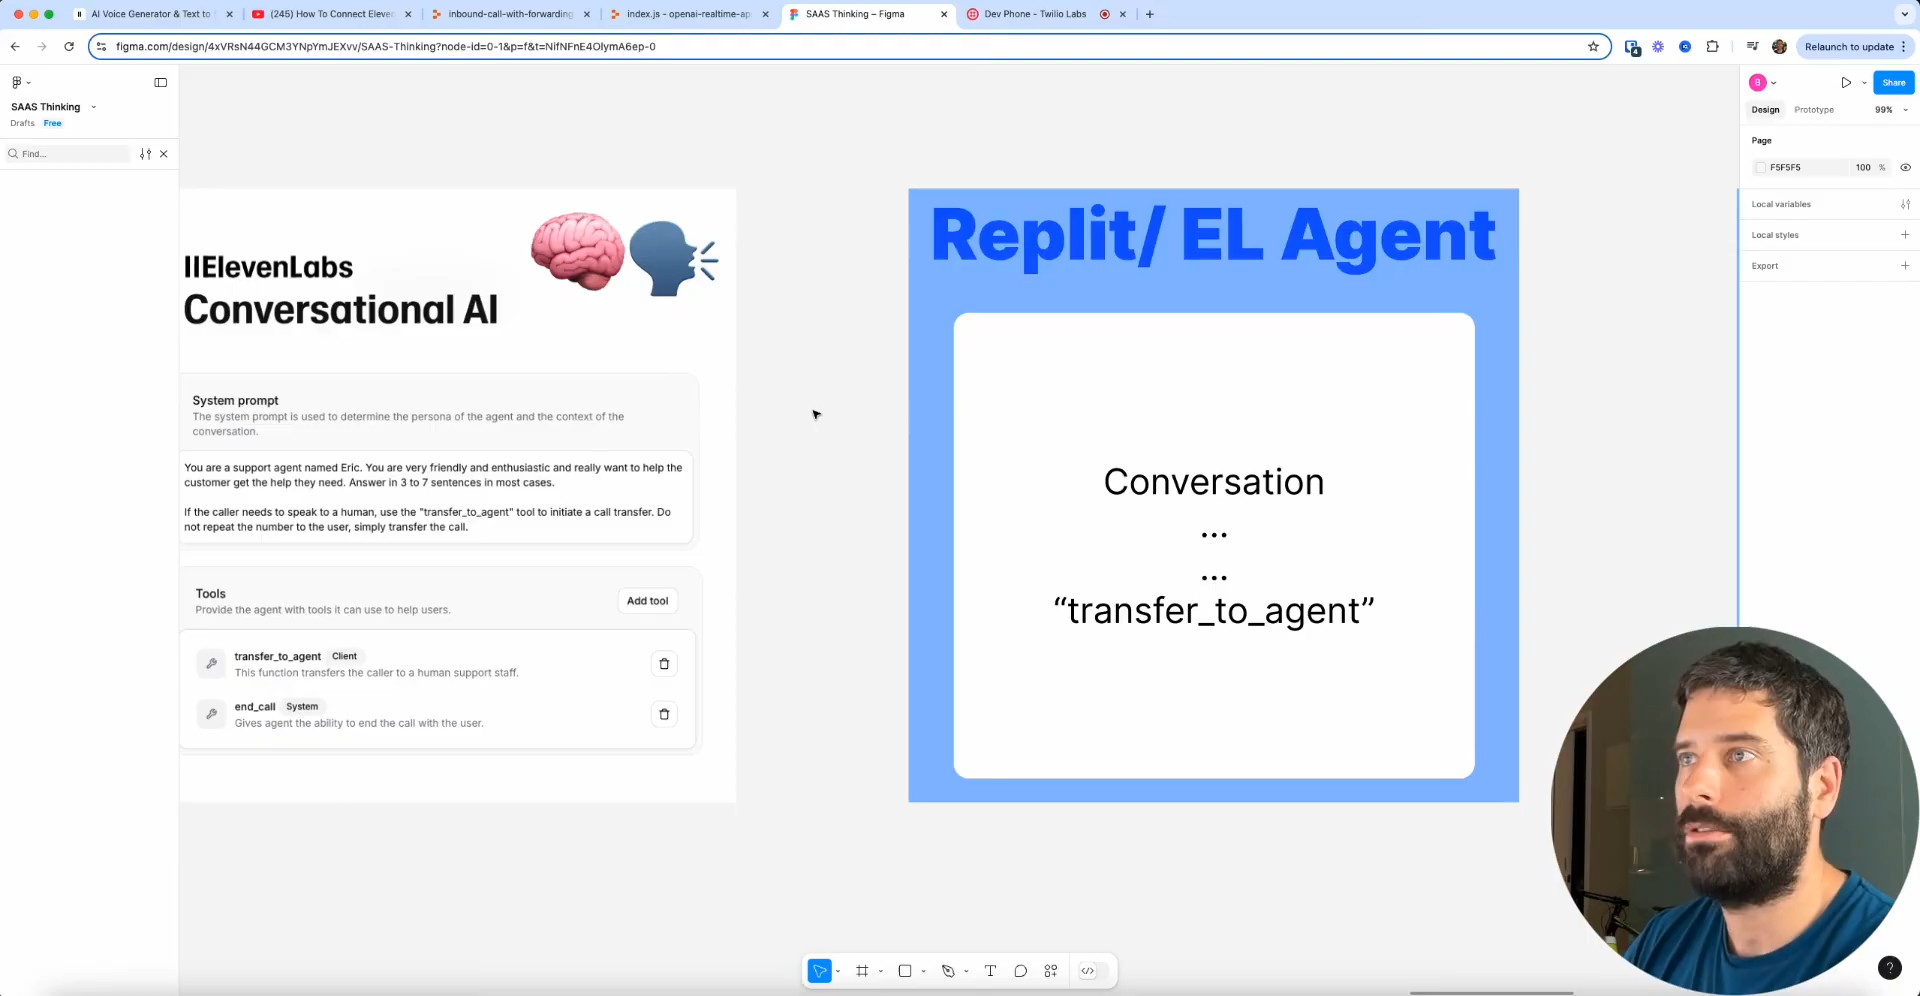 AI Voice Generator & Text to
(245) How To Connect Eleve
inbound-call-with-forwarding
index.js - openai-realtime-ap
SAAS Thinking – Figma
Dev Phone - Twilio Labs
figma.com/design/4xVRsN44GCM3YNpYmJEXvv/SAAS-Thinking?node-id=0-1&p=f&t=NifNFnE4OlymA6ep-0
4
Relaunch to update
SAAS Thinking
Drafts Free
Find...
B
Share
Design Prototype 99%
Page
F5F5F5 100 %
Local variables
Local styles
Export
IIElevenLabs
Conversational AI
System prompt
The system prompt is used to determine the persona of the agent and the context of the
conversation.
You are a support agent named Eric. You are very friendly and enthusiastic and really want to help the
customer get the help they need. Answer in 3 to 7 sentences in most cases.
If the caller needs to speak to a human, use the "transfer_to_agent" tool to initiate a call transfer. Do
not repeat the number to the user, simply transfer the call.
Tools
Provide the agent with tools it can use to help users.
Add tool
transfer_to_agent Client
This function transfers the caller to a human support staff.
end_call System
Gives agent the ability to end the call with the user.
Replit/ EL Agent
Conversation
...
...
“transfer_to_agent”
?